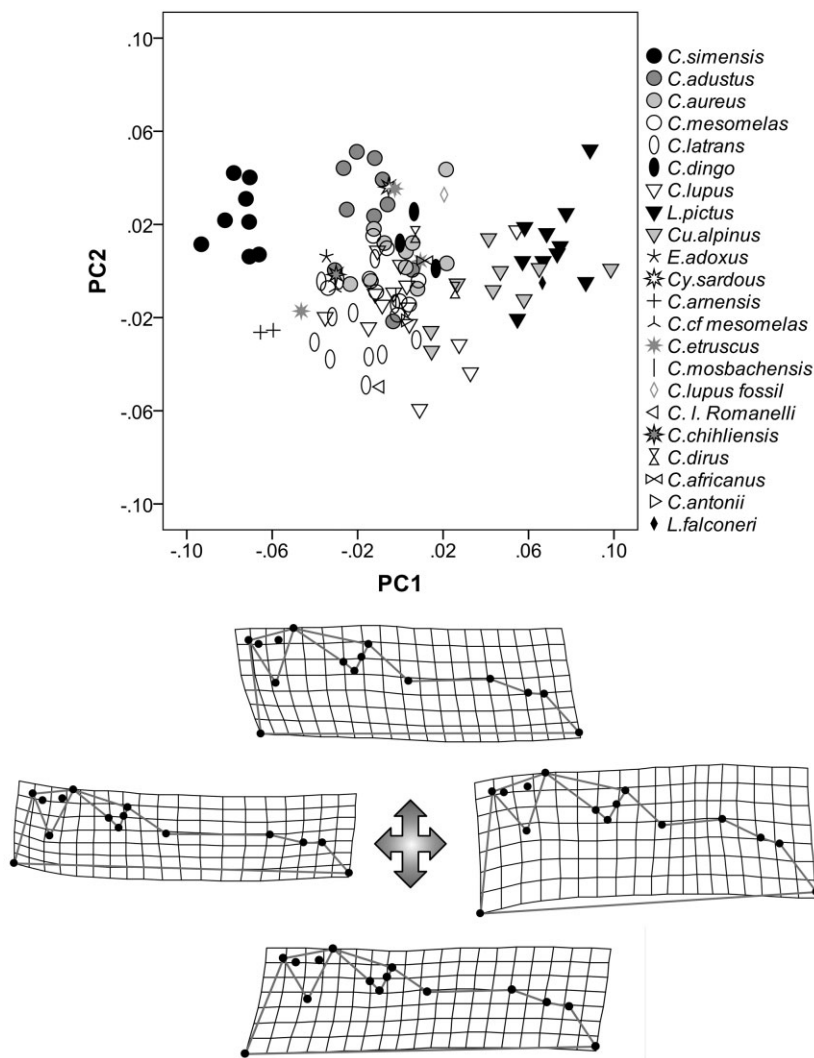 .10
.06
.02
-.02
-.06
-.10
PC2
-.10 -.06 -.02 .02 .06 .10
PC1
C.simensis
C.adustus
C.aureus
C.mesomelas
C.latrans
C.dingo
C.lupus
L.pictus
Cu.alpinus
E.adoxus
Cy.sardous
C.arnensis
C.cf mesomelas
C.etruscus
C.mosbachensis
C.lupus fossil
C. l. Romanelli
C.chihliensis
C.dirus
C.africanus
C.antonii
L.falconeri